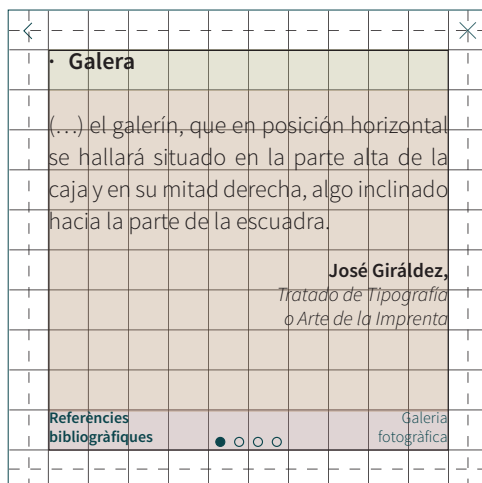 · Galera
(…) el galerín, que en posición horizontal
se hallará situado en la parte alta de la
caja y en su mitad derecha, algo inclinado
hacia la parte de la escuadra.
José Giráldez,
Tratado de Tipografía
o Arte de la Imprenta
Referències
bibliogràfiques
Galeria
fotogràfica